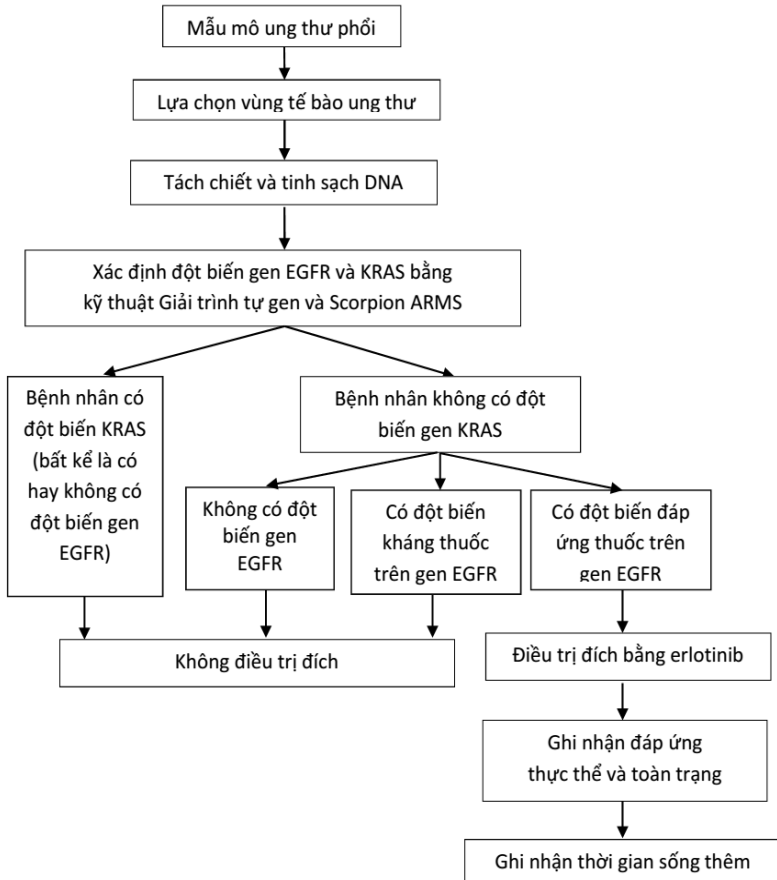 Mẫu mô ung thư phổi
Lựa chọn vùng tế bào ung thư
Tách chiết và tinh sạch DNA
Xác định đột biến gen EGFR và KRAS bằng
kỹ thuật Giải trình tự gen và Scorpion ARMS
Bệnh nhân có
đột biến KRAS
(bất kể là có
hay không có
đột biến gen
EGFR)
Bệnh nhân không có đột
biến gen KRAS
Không có đột
biến gen
EGFR
Có đột biến
kháng thuốc
trên gen EGFR
Có đột biến đáp
ứng thuốc trên
gen EGFR
Không điều trị đích
Điều trị đích bằng erlotinib
Ghi nhận đáp ứng
thực thể và toàn trạng
Ghi nhận thời gian sống thêm